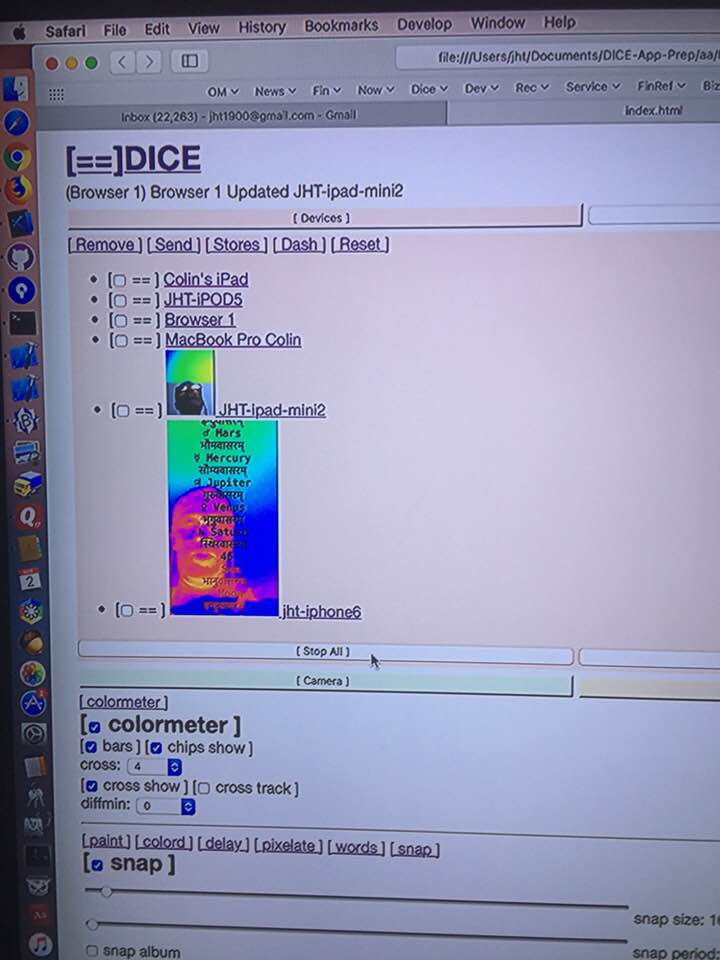 Safari File Edit View History Bookmarks Develop Window Help
file:///Users/jht/Documents/DICE-App-Prep/aa/
OM News Fin Now Dice Dev Rec Service FinRef Biz
Inbox (22,263) - jht1900@gmail.com - Gmail
index.html
[==]DICE
(Browser 1) Browser 1 Updated JHT-ipad-mini2
[ Devices ]
[ Remove ] [ Send ] [ Stores ] [ Dash ] [ Reset ]
[ == ] Colin's iPad
[ == ] JHT-iPOD5
[ == ] Browser 1
[ == ] MacBook Pro Colin
[ == ] JHT-ipad-mini2
♂ Mars
भौमवासरम्
☿ Mercury
सौम्यवासरम्
♃ Jupiter
गुरुवासरम्
♀ Venus
भृगुवासरम्
स्थिरवासरम्
[ == ] jht-iphone6
[ Stop All ]
[ Camera ]
[ colormeter ]
[ colormeter ]
[ bars ] [ chips show ]
cross: 4
[ cross show ] [ cross track ]
diffmin: 0
[ paint ] [ colord ] [ delay ] [ pixelate ] [ words ] [ snap ]
[ snap ]
snap size:
snap period:
snap album
2